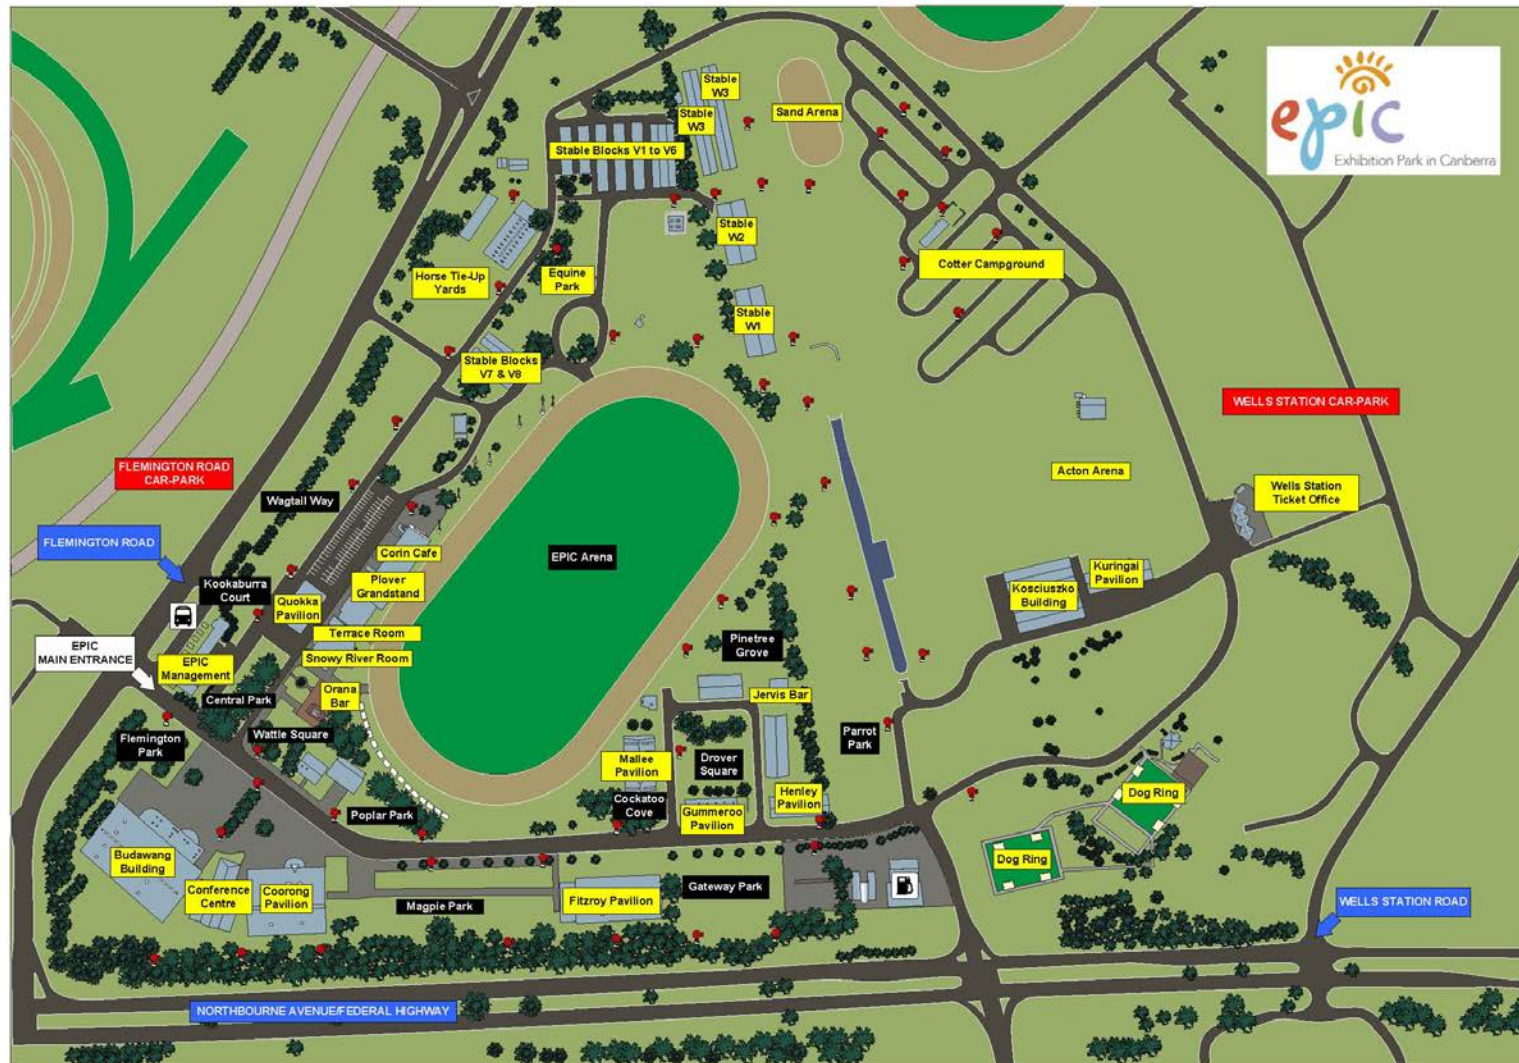 epic
Exhibition Park in Canberra
Stable
W3
Stable
W3
Sand Arena
Stable Blocks V1 to V6
Stable
W2
Cotter Campground
Horse Tie-Up
Yards
Equine
Park
Stable
W1
Stable Blocks
V7 & V8
WELLS STATION CAR-PARK
FLEMINGTON ROAD
CAR-PARK
Acton Arena
Wells Station
Ticket Office
Wagtail Way
FLEMINGTON ROAD
Corin Cafe
EPIC Arena
Kookaburra
Court
Plover
Grandstand
Quokka
Pavilion
Kuringai
Pavilion
Kosciuszko
Building
Terrace Room
EPIC
MAIN ENTRANCE
Snowy River Room
Pinetree
Grove
EPIC
Management
Orana
Bar
Jervis Bar
Central Park
Wattle Square
Flemington
Park
Parrot
Park
Mallee
Pavilion
Drover
Square
Dog Ring
Henley
Pavilion
Cockatoo
Cove
Poplar Park
Gummeroo
Pavilion
Budawang
Building
Dog Ring
Conference
Centre
Coorong
Pavilion
Gateway Park
Magpie Park
Fitzroy Pavilion
WELLS STATION ROAD
NORTHBOURNE AVENUE/FEDERAL HIGHWAY